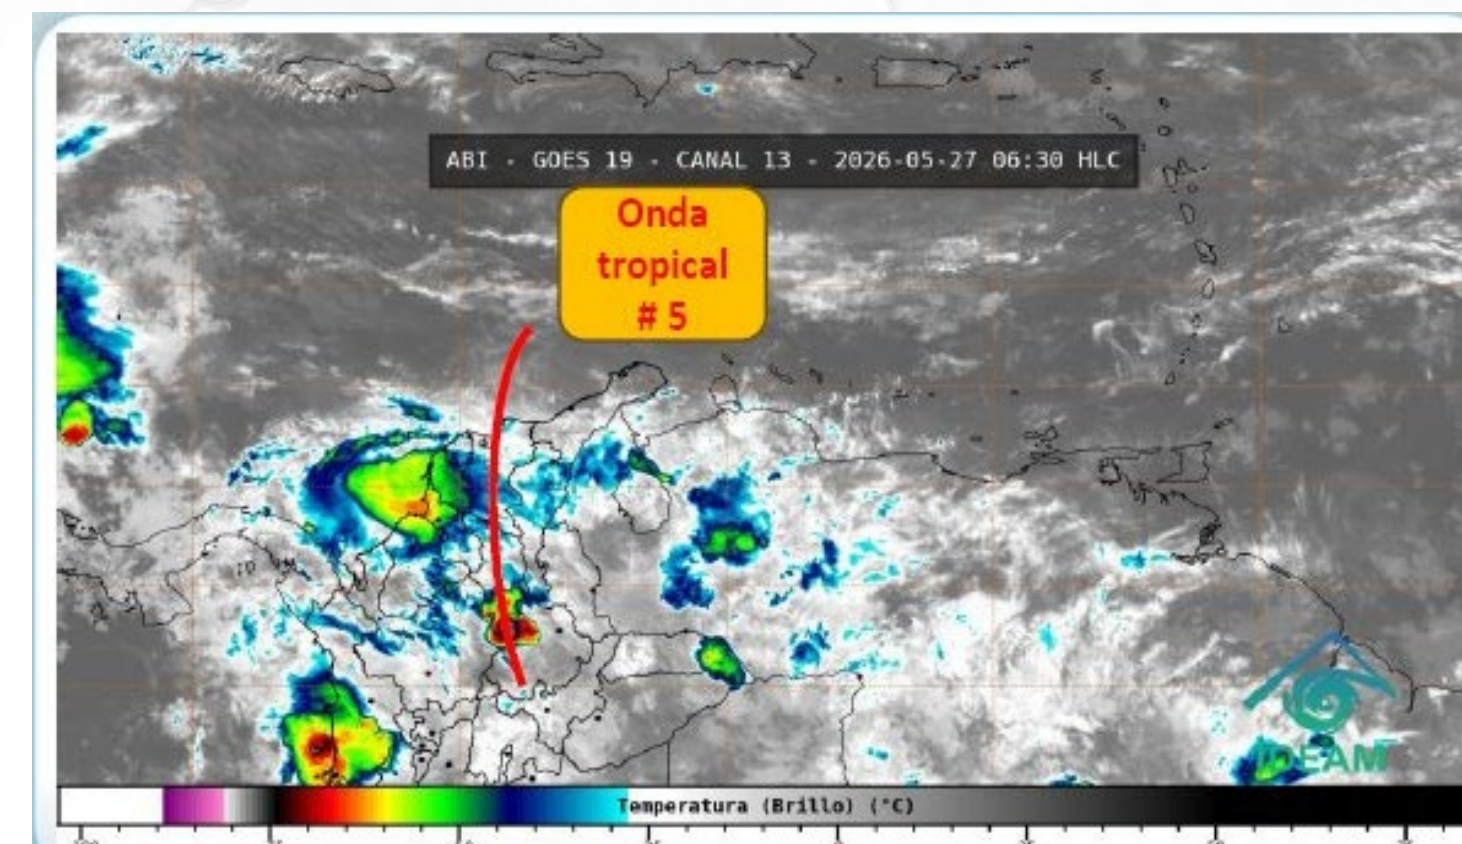 ABI - GOES 19 - CANAL 13 - 2026-05-27 06:30 HLC
Onda
tropical
# 5
IDEAM
Temperatura (Brillo) (°C)